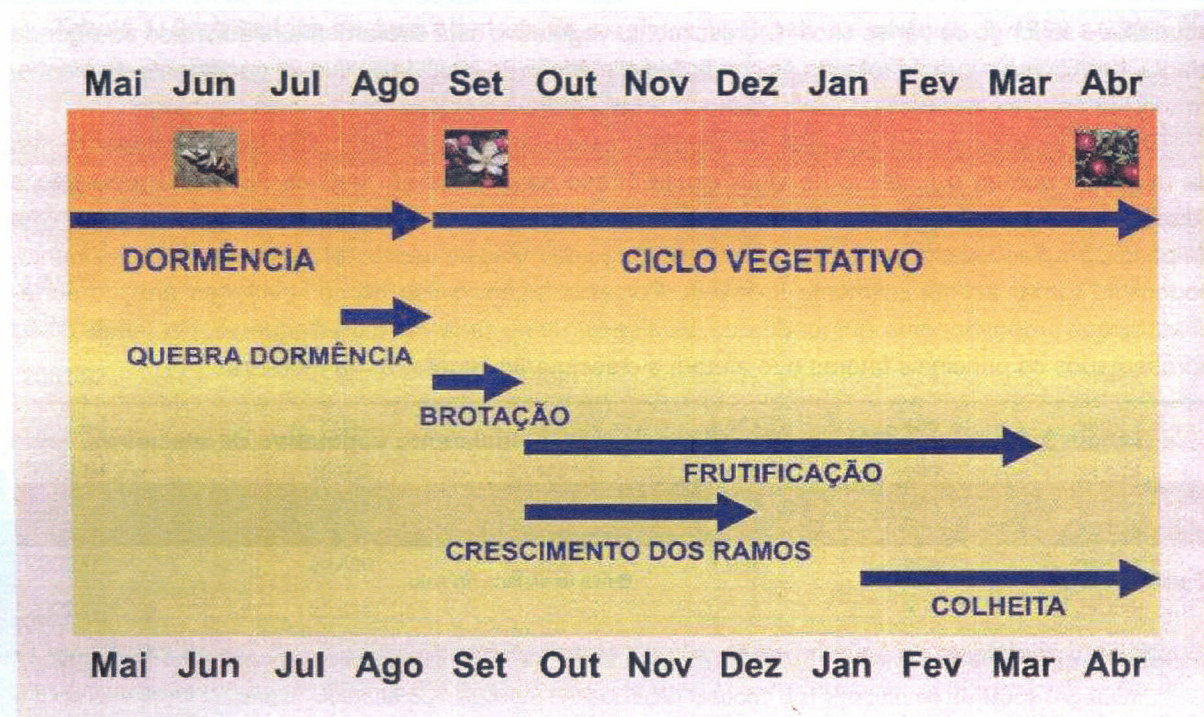 Mai Jun Jul Ago Set Out Nov Dez Jan Fev Mar Abr
DORMÊNCIA CICLO VEGETATIVO
QUEBRA DORMÊNCIA
BROTAÇÃO
FRUTIFICAÇÃO
CRESCIMENTO DOS RAMOS
COLHEITA
Mai Jun Jul Ago Set Out Nov Dez Jan Fev Mar Abr